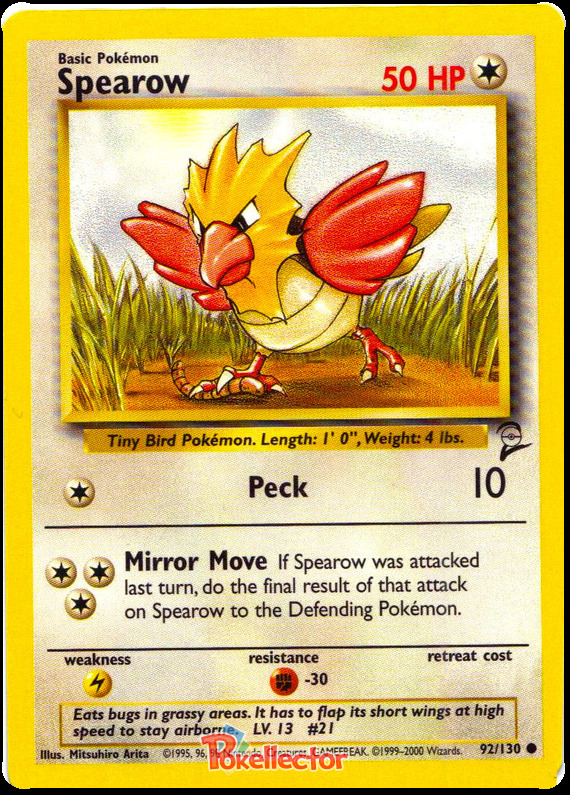 Basic Pokémon
Spearow
50 HP
Tiny Bird Pokémon. Length: 1' 0", Weight: 4 lbs.
Peck 10
Mirror Move If Spearow was attacked
last turn, do the final result of that attack
on Spearow to the Defending Pokémon.
weakness resistance retreat cost
-30
Eats bugs in grassy areas. It has to flap its short wings at high
speed to stay airborne. LV. 13 #21
Illus. Mitsuhiro Arita ©1995, 96, 98 Nintendo, Creatures, GAMEFREAK. ©1999-2000 Wizards. 92/130
Pokellector